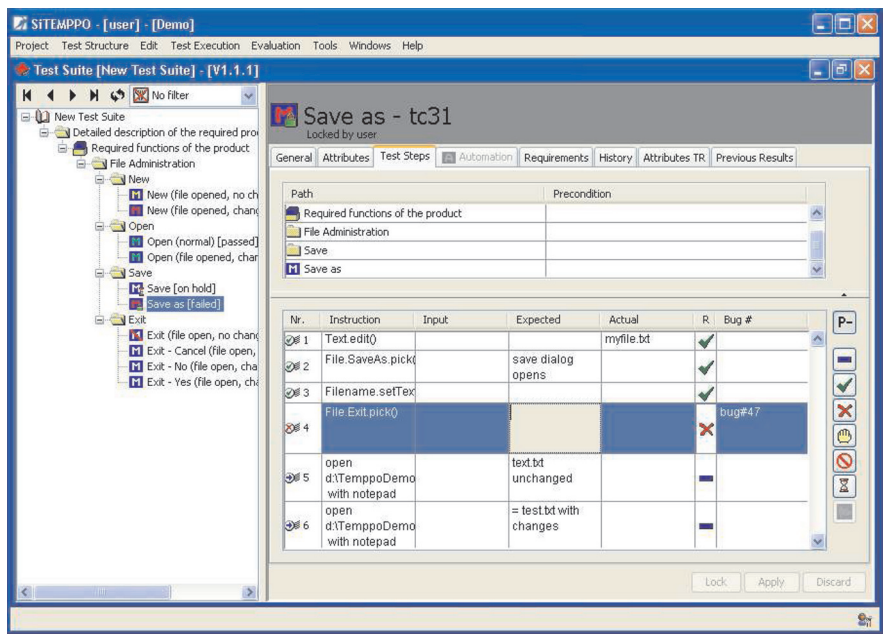 SiTEMPPO - [user] - [Demo]
Project Test Structure Edit Test Execution Evaluation Tools Windows Help
Test Suite [New Test Suite] - [V1.1.1]
No filter
New Test Suite
Detailed description of the required pro
Required functions of the product
File Administration
New
New (file opened, no ch
New (file opened, chang
Open
Open (normal) [passed]
Open (file opened, char
Save
Save [on hold]
Save as [failed]
Exit
Exit (file open, no chang
Exit - Cancel (file open,
Exit - No (file open, cha
Exit - Yes (file open, cha
Save as - tc31
Locked by user
General Attributes Test Steps Automation Requirements History Attributes TR Previous Results
Path Precondition
Required functions of the product
File Administration
Save
Save as
Nr. Instruction Input Expected Actual R Bug #
1 Text.edit() myfile.txt
2 File.SaveAs.pick( save dialog
opens
3 Filename.setTex
4 File.Exit.pick() bug#47
5 open text.txt
d:\TemppoDemo unchanged
with notepad
6 open = test.txt with
d:\TemppoDemo changes
with notepad
P-
Lock Apply Discard